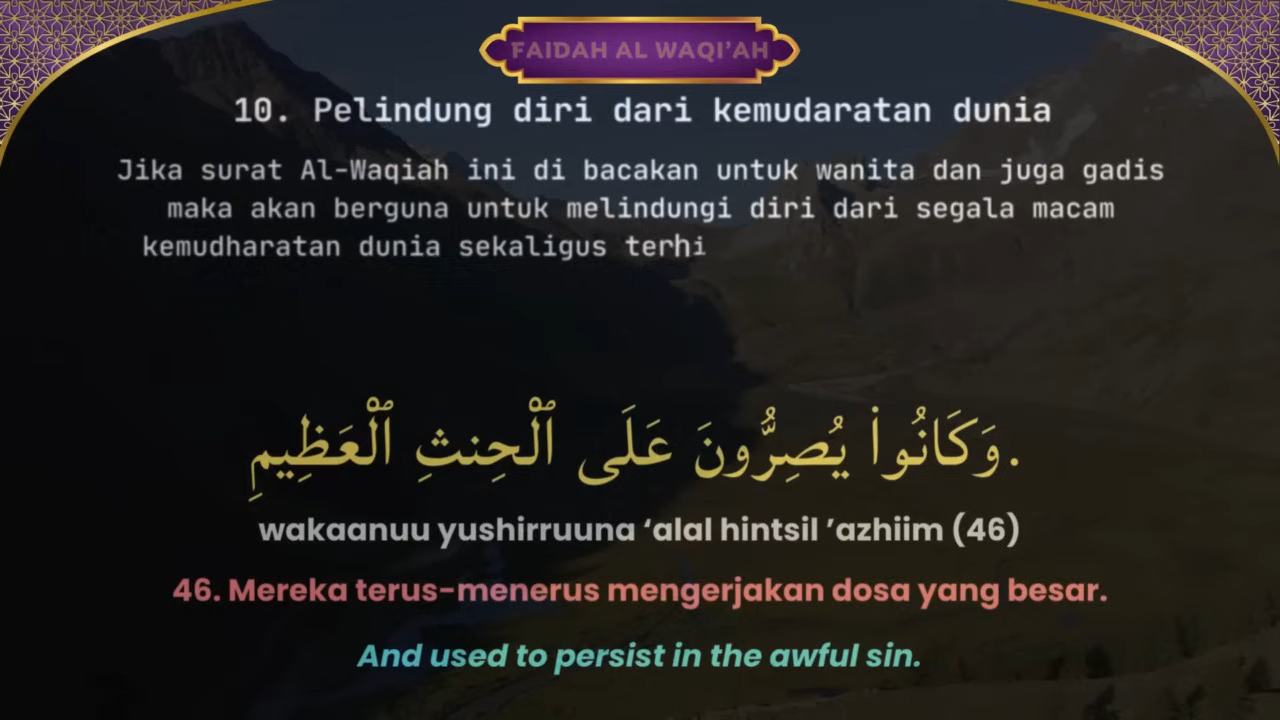 FAIDAH AL WAQI'AH
10. Pelindung diri dari kemudaratan dunia
Jika surat Al-Waqiah ini di bacakan untuk wanita dan juga gadis
maka akan berguna untuk melindungi diri dari segala macam
kemudharatan dunia sekaligus terhi
وَكَانُوا۟ يُصِرُّونَ عَلَى ٱلْحِنثِ ٱلْعَظِيمِ.
wakaanuu yushirruuna ‘alal hintsil ’azhiim (46)
46. Mereka terus-menerus mengerjakan dosa yang besar.
And used to persist in the awful sin.